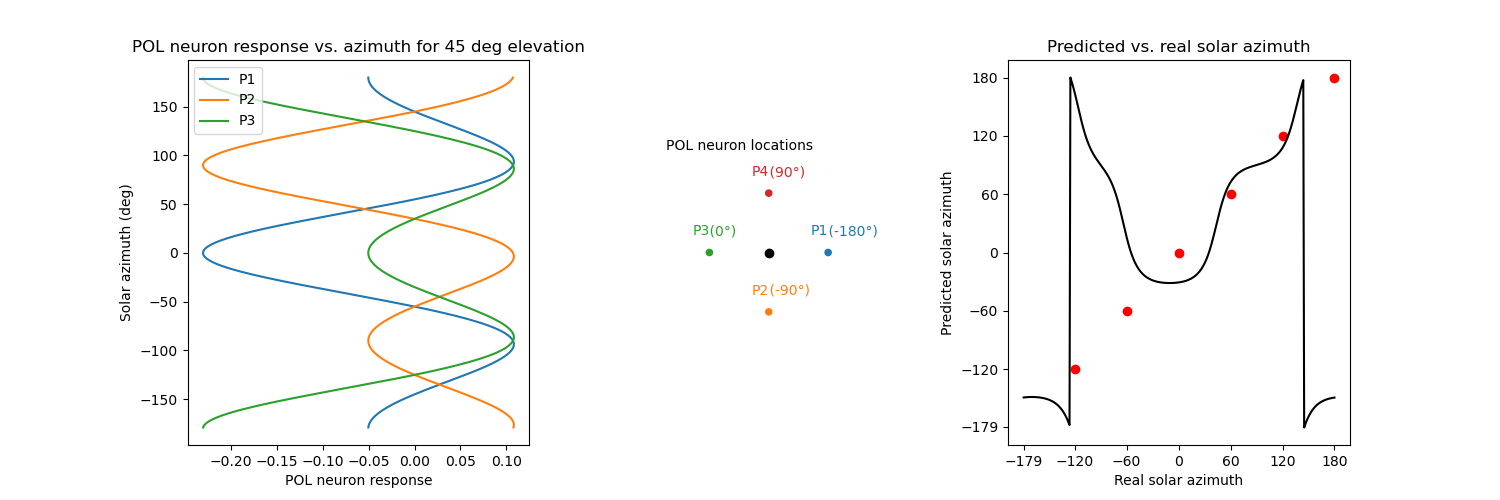 POL neuron response vs. azimuth for 45 deg elevation
P1
P2
P3
Solar azimuth (deg)
150
100
50
0
−50
−100
−150
−0.20 −0.15 −0.10 −0.05 0.00 0.05 0.10
POL neuron response
POL neuron locations
P4(90°)
P3(0°) P1(-180°)
P2(-90°)
Predicted vs. real solar azimuth
Predicted solar azimuth
180
120
60
0
−60
−120
−179
−179 −120 −60 0 60 120 180
Real solar azimuth